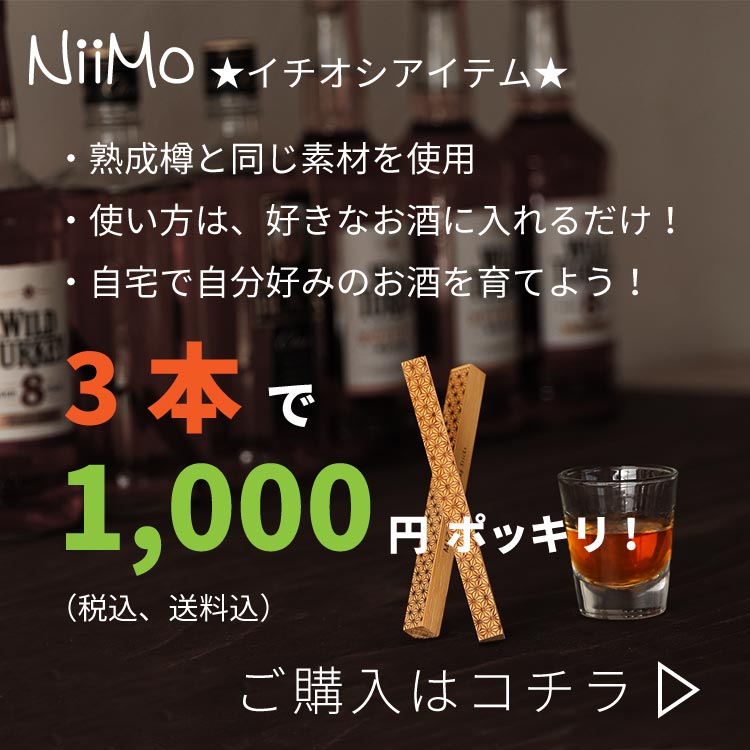 NiiMo ★イチオシアイテム★
・熟成樽と同じ素材を使用
・使い方は、好きなお酒に入れるだけ！
・自宅で自分好みのお酒を育てよう！
WILD
TURKEY
8
3本で
1,000円ポッキリ！
（税込、送料込）
ご購入はコチラ▷